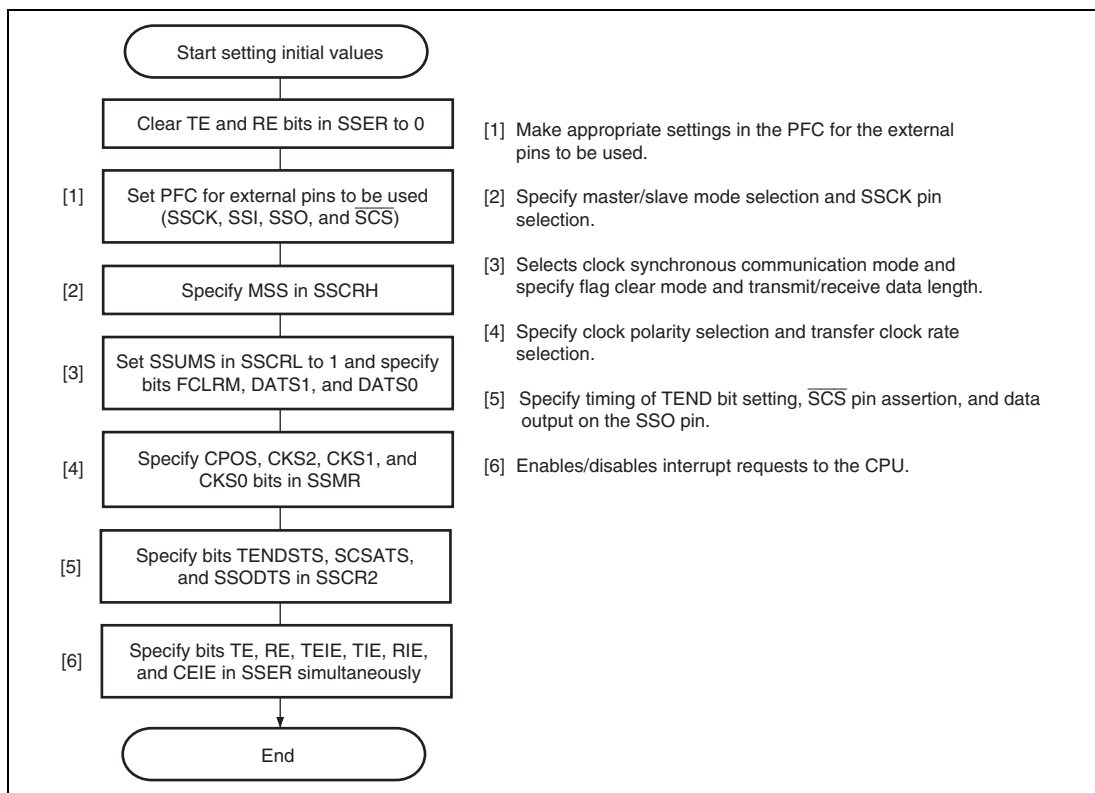 Start setting initial values
Clear TE and RE bits in SSER to 0
[1]
Set PFC for external pins to be used
(SSCK, SSI, SSO, and S̅C̅S̅)
[2]
Specify MSS in SSCRH
[3]
Set SSUMS in SSCRL to 1 and specify
bits FCLRM, DATS1, and DATS0
[4]
Specify CPOS, CKS2, CKS1, and
CKS0 bits in SSMR
[5]
Specify bits TENDSTS, SCSATS,
and SSODTS in SSCR2
[6]
Specify bits TE, RE, TEIE, TIE, RIE,
and CEIE in SSER simultaneously
End
[1] Make appropriate settings in the PFC for the external
pins to be used.
[2] Specify master/slave mode selection and SSCK pin
selection.
[3] Selects clock synchronous communication mode and
specify flag clear mode and transmit/receive data length.
[4] Specify clock polarity selection and transfer clock rate
selection.
[5] Specify timing of TEND bit setting, S̅C̅S̅ pin assertion, and data
output on the SSO pin.
[6] Enables/disables interrupt requests to the CPU.